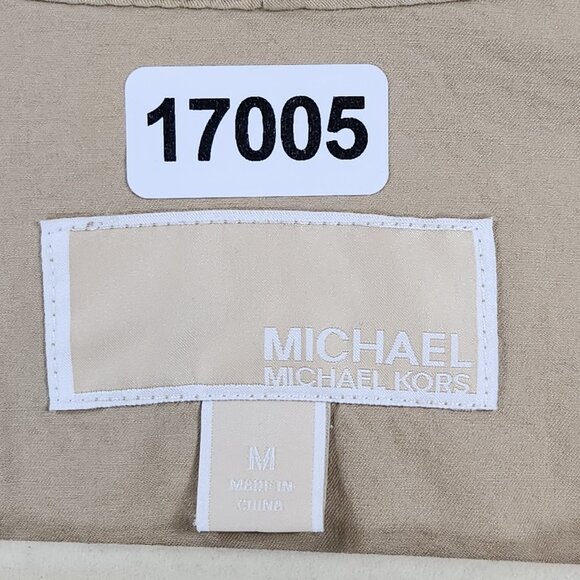 17005
MICHAEL
MICHAEL KORS
M
MADE IN
CHINA